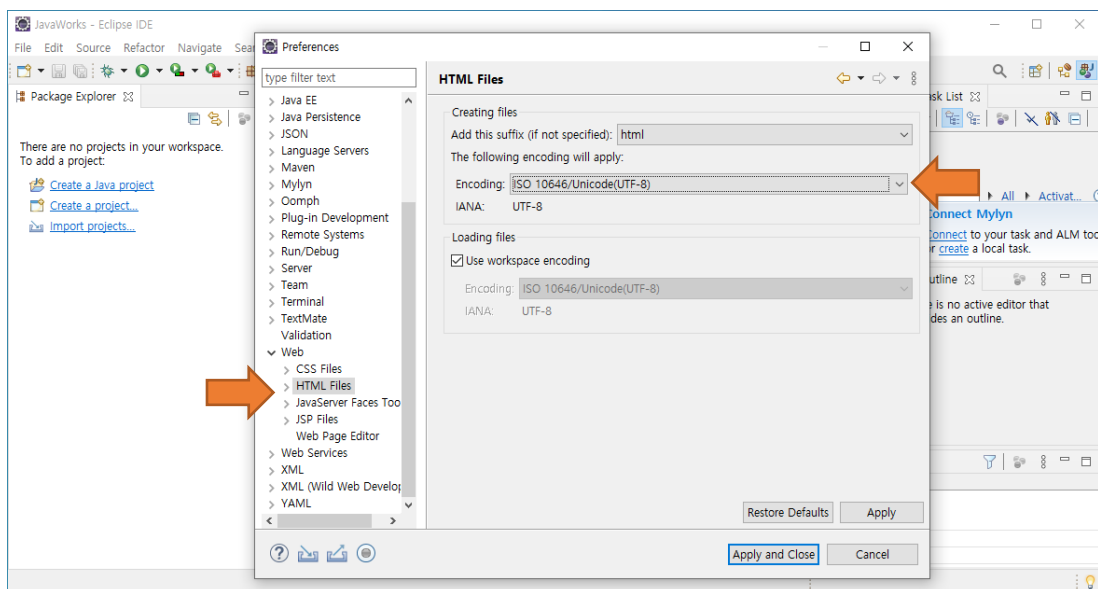 JavaWorks - Eclipse IDE
File Edit Source Refactor Navigate Sear
Package Explorer
There are no projects in your workspace.
To add a project:
Create a Java project
Create a project...
Import projects...
Preferences
type filter text
Java EE
Java Persistence
JSON
Language Servers
Maven
Mylyn
Oomph
Plug-in Development
Remote Systems
Run/Debug
Server
Team
Terminal
TextMate
Validation
Web
CSS Files
HTML Files
JavaServer Faces Too
JSP Files
Web Page Editor
Web Services
XML
XML (Wild Web Develop
YAML
HTML Files
Creating files
Add this suffix (if not specified): html
The following encoding will apply:
Encoding: ISO 10646/Unicode(UTF-8)
IANA: UTF-8
Loading files
Use workspace encoding
Encoding: ISO 10646/Unicode(UTF-8)
IANA: UTF-8
Restore Defaults Apply
Apply and Close Cancel
sk List
All Activat...
Connect Mylyn
Connect to your task and ALM too
or create a local task.
utline
e is no active editor that
des an outline.